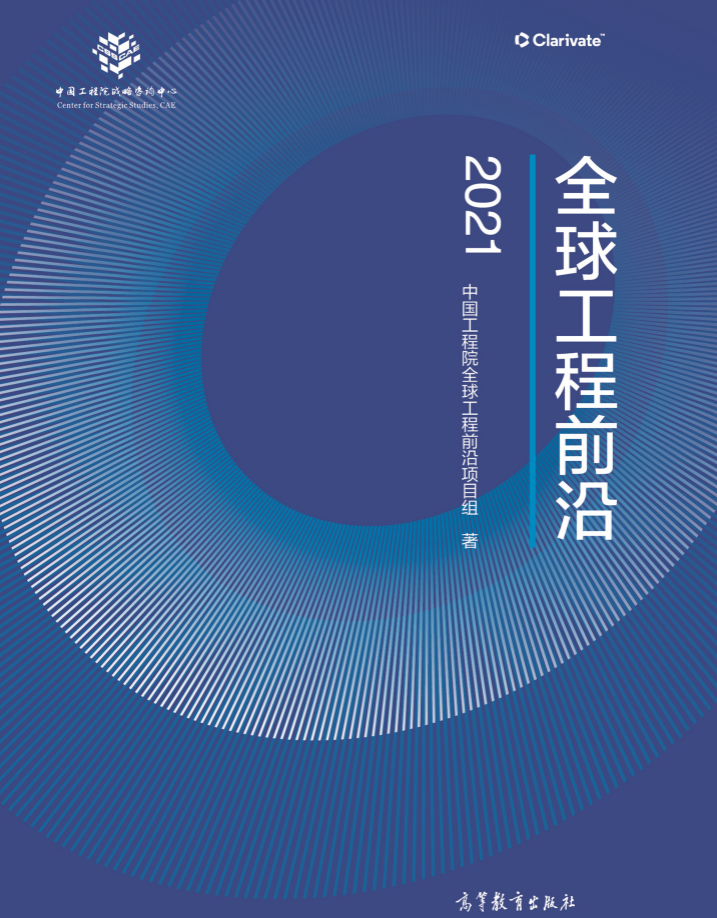 CSSCAE
中国工程院战略咨询中心
Center for Strategic Studies, CAE
Clarivate™
全球工程前沿
2021
中国工程院全球工程前沿项目组 著
高等教育出版社